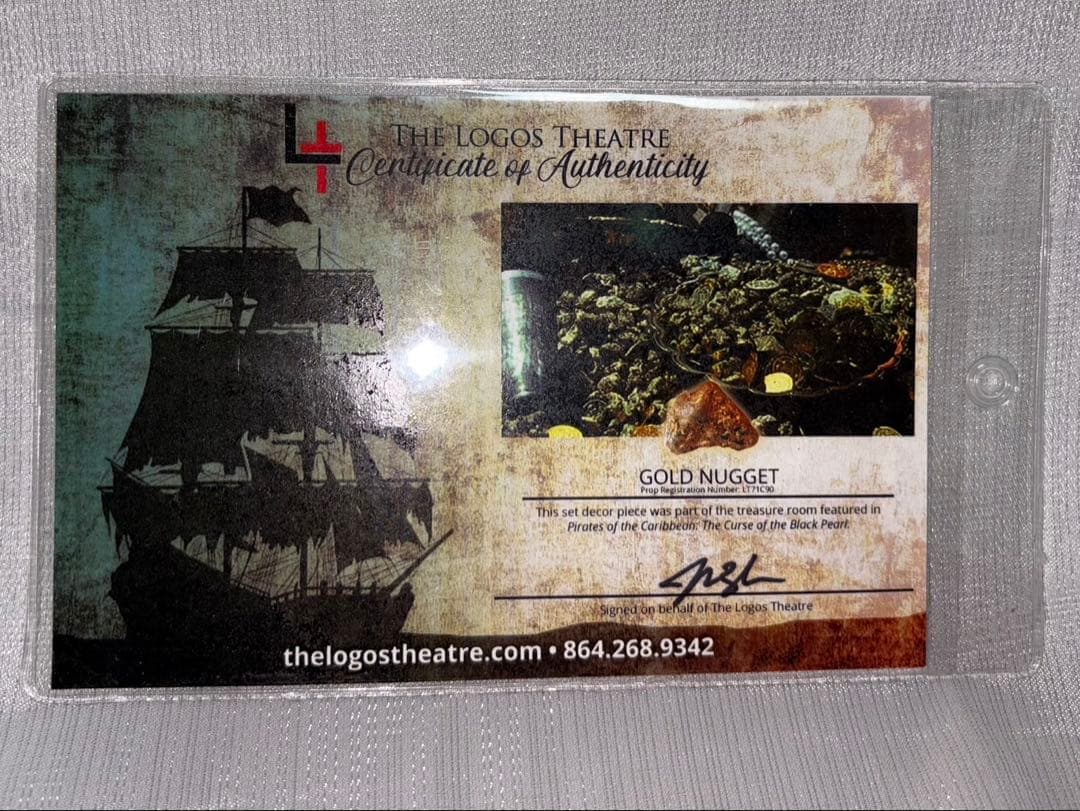 THE LOGOS THEATRE
Certificate of Authenticity
GOLD NUGGET
Prop Registration Number: LT71C90
This set decor piece was part of the treasure room featured in
Pirates of the Caribbean: The Curse of the Black Pearl.
Signed on behalf of The Logos Theatre
thelogostheatre.com • 864.268.9342